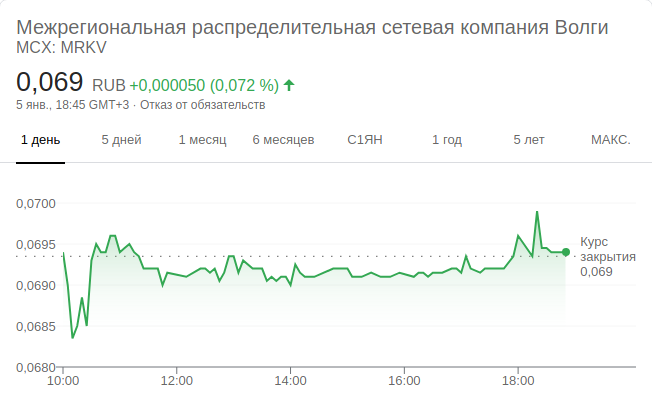 Межрегиональная распределительная сетевая компания Волги
MCX: MRKV
0,069 RUB +0,000050 (0,072 %)
5 янв., 18:45 GMT+3 · Отказ от обязательств
1 день 5 дней 1 месяц 6 месяцев С1ЯН 1 год 5 лет МАКС.
0,0700
0,0695
0,0690
0,0685
0,0680
Курс
закрытия
0,069
10:00 12:00 14:00 16:00 18:00